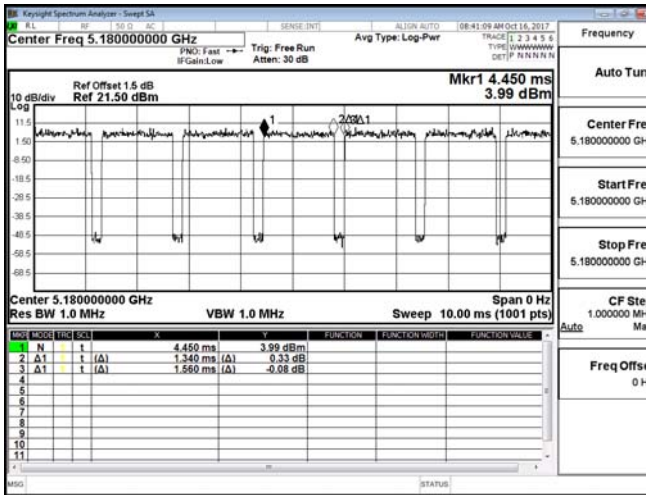 Keysight Spectrum Analyzer - Swept SA
RL RF 50 Ω AC SENSE:INT ALIGN AUTO 08:41:09 AM Oct 16, 2017
Center Freq 5.180000000 GHz
PNO: Fast
IFGain:Low
Trig: Free Run
Atten: 30 dB
Avg Type: Log-Pwr
TRACE 1 2 3 4 5 6
TYPE WWWWWW
DET P N N N N N
Frequency
Auto Tun
Center Fre
5.180000000 GH
Start Fre
5.180000000 GH
Stop Fre
5.180000000 GH
CF Ste
1.000000 MH
Auto Ma
Freq Offse
0 H
Ref Offset 1.5 dB
10 dB/div Ref 21.50 dBm
Log
Mkr1 4.450 ms
3.99 dBm
1
2Δ3Δ1
11.5
1.50
-8.50
-18.5
-28.5
-38.5
-48.5
-58.5
-68.5
Center 5.180000000 GHz Span 0 Hz
Res BW 1.0 MHz VBW 1.0 MHz Sweep 10.00 ms (1001 pts)
MKR MODE TRC SCL X Y FUNCTION FUNCTION WIDTH FUNCTION VALUE
1 N 1 t 4.450 ms 3.99 dBm
2 Δ1 1 t (Δ) 1.340 ms (Δ) 0.33 dB
3 Δ1 1 t (Δ) 1.560 ms (Δ) -0.08 dB
4
5
6
7
8
9
10
11
MSG STATUS